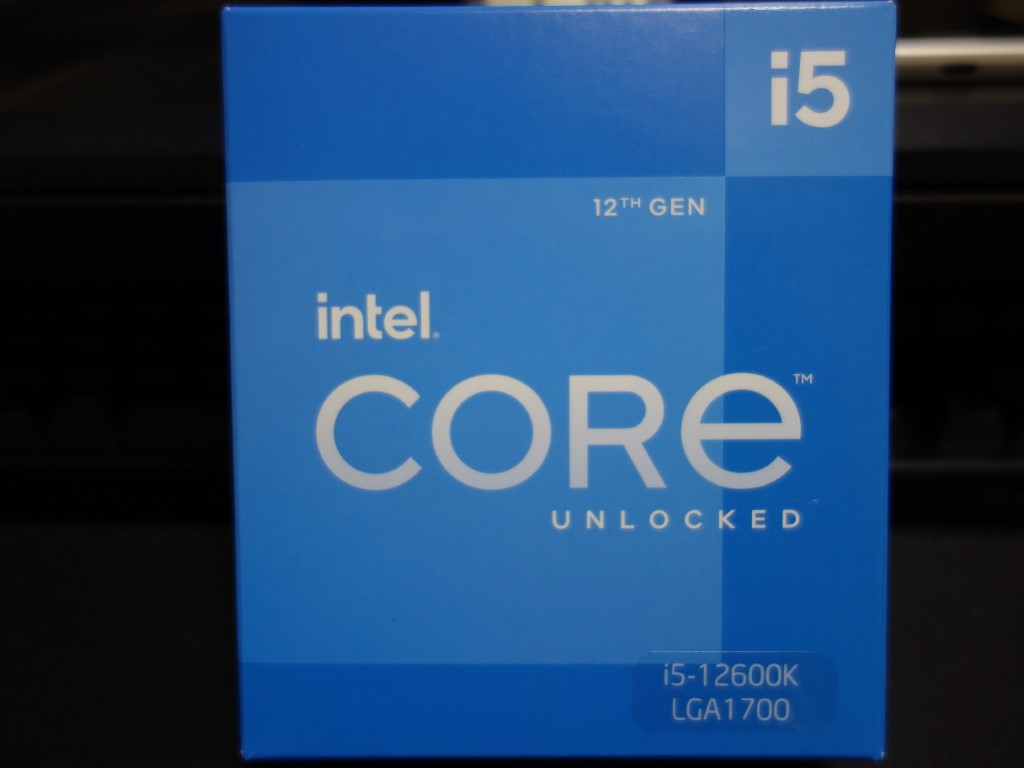 i5
12TH GEN
intel.
CORE™
UNLOCKED
i5-12600K
LGA1700